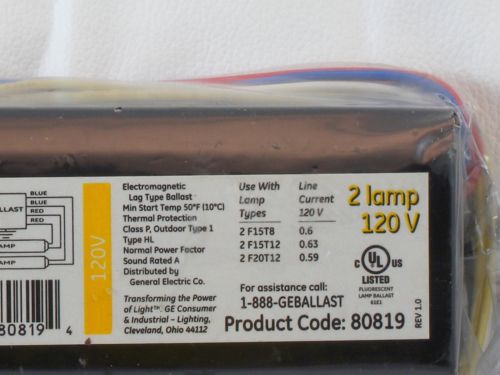 BLUE
BLUE
RED
RED
BALLAST
LAMP
AMP
120V
80819 4
Electromagnetic
Lag Type Ballast
Min Start Temp 50°F (10°C)
Thermal Protection
Class P, Outdoor Type 1
Type HL
Normal Power Factor
Sound Rated A
Distributed by
General Electric Co.
Transforming the Power
of Light™. GE Consumer
& Industrial – Lighting,
Cleveland, Ohio 44112
Use With Line
Lamp Current
Types 120 V
2 F15T8 0.6
2 F15T12 0.63
2 F20T12 0.59
For assistance call:
1-888-GEBALLAST
Product Code: 80819
2 lamp
120 V
c UL US
LISTED
FLUORESCENT
LAMP BALLAST
61E1
REV 1.0